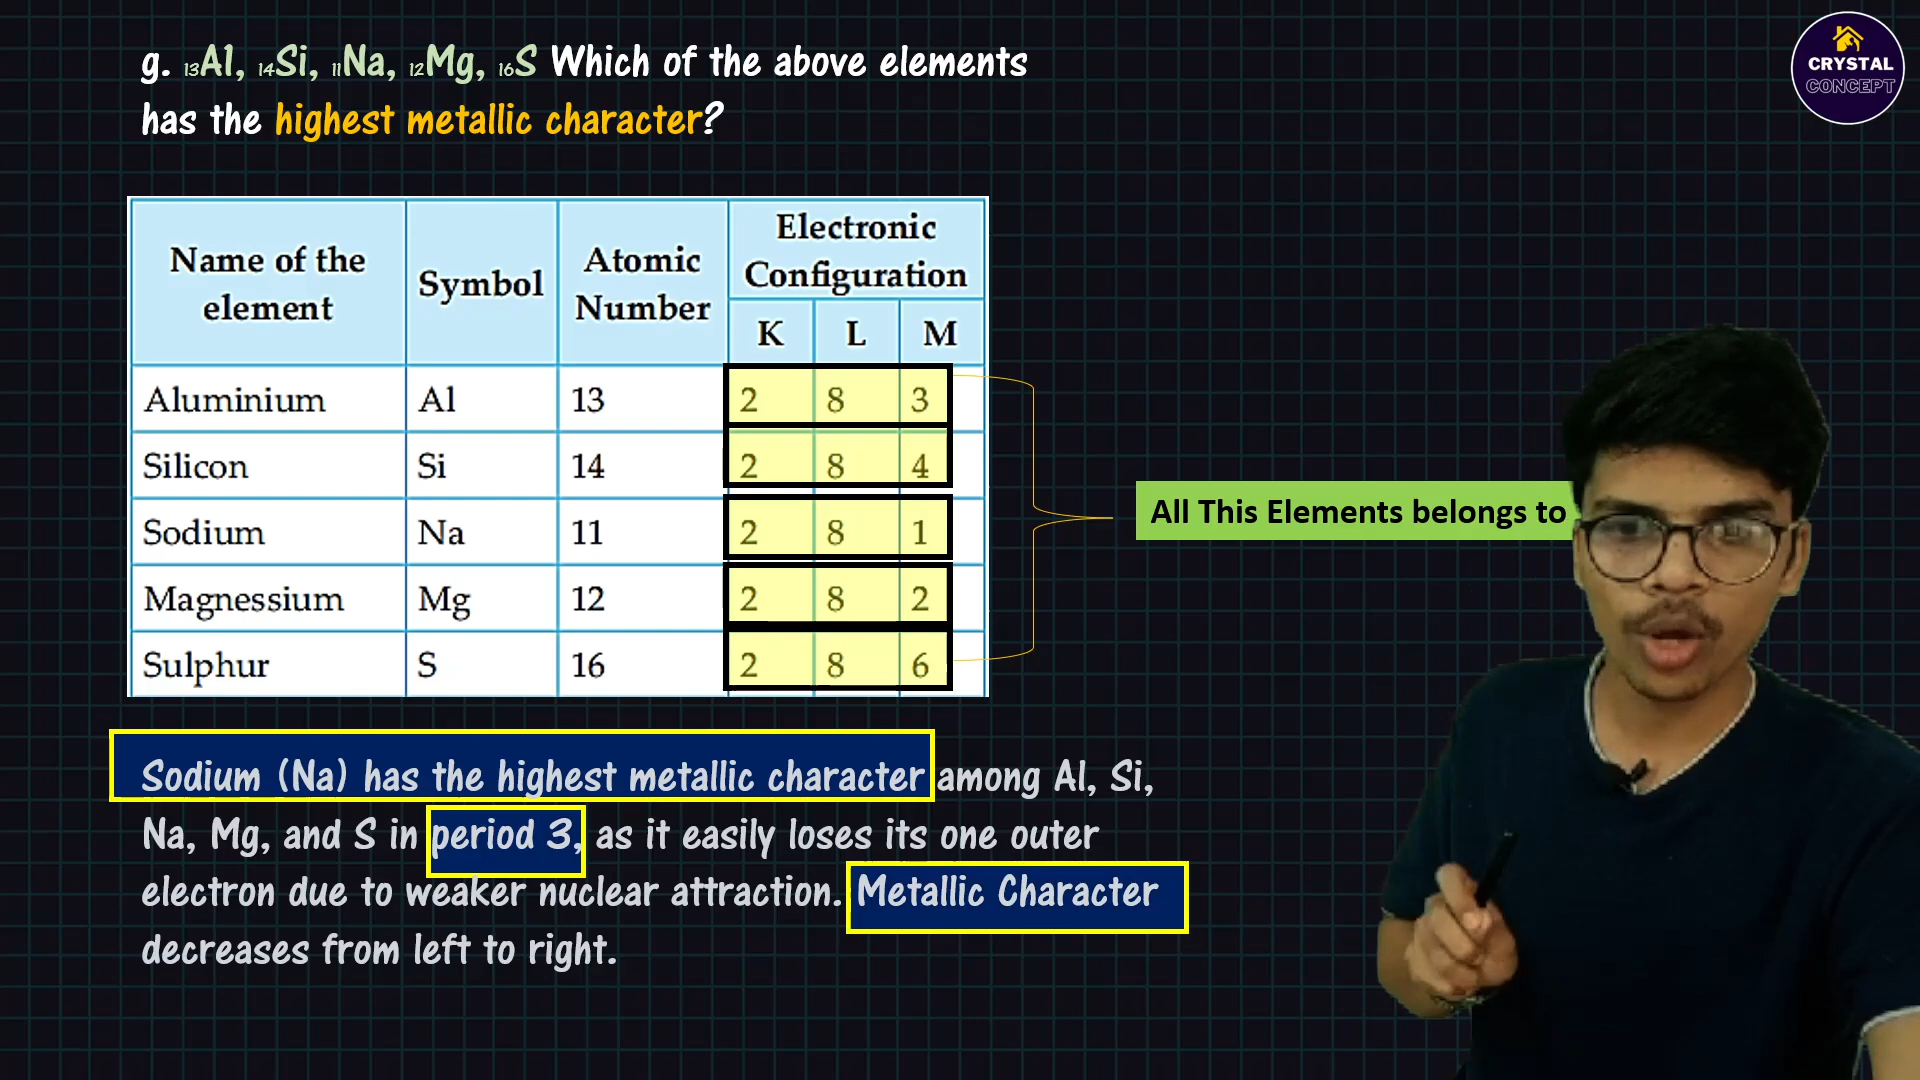 g. ₁₃Al, ₁₄Si, ₁₁Na, ₁₂Mg, ₁₆S Which of the above elements
has the highest metallic character?
CRYSTAL
CONCEPT
Name of the element Symbol Atomic Number Electronic Configuration
K L M
Aluminium Al 13 2 8 3
Silicon Si 14 2 8 4
Sodium Na 11 2 8 1
Magnessium Mg 12 2 8 2
Sulphur S 16 2 8 6
All This Elements belongs to
Sodium (Na) has the highest metallic character among Al, Si,
Na, Mg, and S in period 3, as it easily loses its one outer
electron due to weaker nuclear attraction. Metallic Character
decreases from left to right.